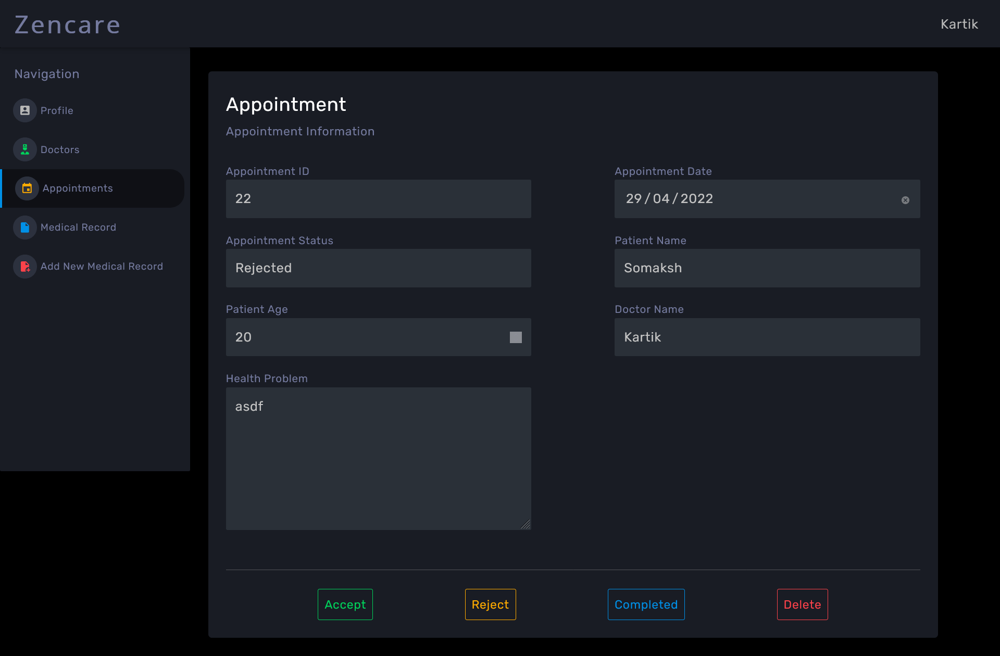 Zencare
Kartik
Navigation
Profile
Doctors
Appointments
Medical Record
Add New Medical Record
Appointment
Appointment Information
Appointment ID
22
Appointment Date
29/04/2022
Appointment Status
Rejected
Patient Name
Somaksh
Patient Age
20
Doctor Name
Kartik
Health Problem
asdf
Accept
Reject
Completed
Delete